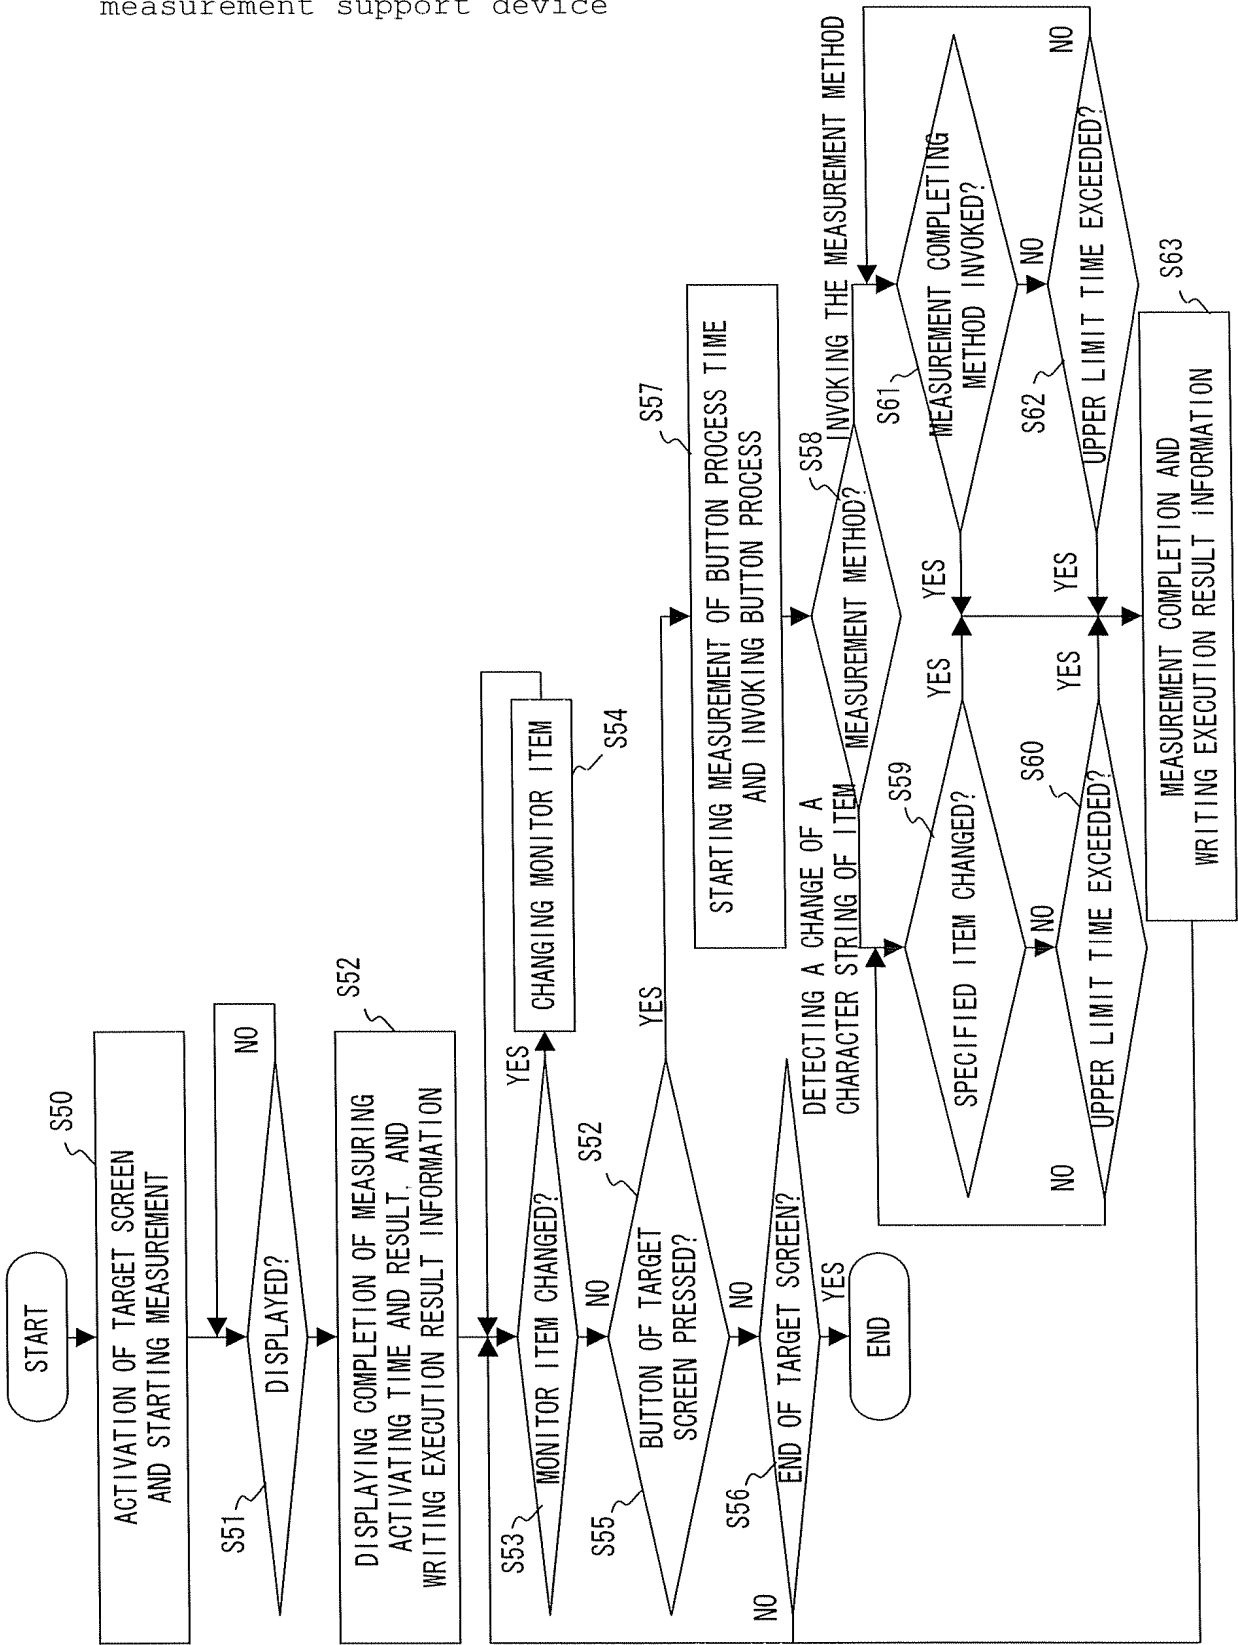 measurement support device
START
S50
ACTIVATION OF TARGET SCREEN
AND STARTING MEASUREMENT
S51
DISPLAYED?
NO
S52
DISPLAYING COMPLETION OF MEASURING
ACTIVATING TIME AND RESULT, AND
WRITING EXECUTION RESULT INFORMATION
S53
MONITOR ITEM CHANGED?
YES
CHANGING MONITOR ITEM
S54
NO
S55
BUTTON OF TARGET
SCREEN PRESSED?
S52
YES
NO
S56
END OF TARGET SCREEN?
NO
YES
END
S57
STARTING MEASUREMENT OF BUTTON PROCESS TIME
AND INVOKING BUTTON PROCESS
S58
MEASUREMENT METHOD?
DETECTING A CHANGE OF A
CHARACTER STRING OF ITEM
INVOKING THE MEASUREMENT METHOD
S59
SPECIFIED ITEM CHANGED?
YES
NO
S60
UPPER LIMIT TIME EXCEEDED?
NO
YES
S61
MEASUREMENT COMPLETING
METHOD INVOKED?
YES
NO
S62
UPPER LIMIT TIME EXCEEDED?
NO
YES
S63
MEASUREMENT COMPLETION AND
WRITING EXECUTION RESULT INFORMATION